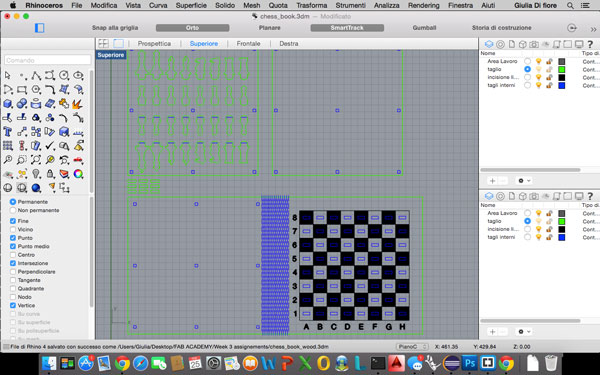 Rhinoceros File Modifica Vista Curva Superficie Solido Mesh Quota Strumenti Finestra Aiuto Giulia Di fiore
chess_book.3dm — Modificato
Snap alla griglia Orto Planare SmartTrack Gumball Storia di costruzione
Prospettica Superiore Frontale Destra
Superiore
Comando
Nome Tipo di...
Area Lavoro Cont...
taglio Cont...
incisione li... Cont...
tagli interni Cont...
Permanente
Non permanente
Fine
Vicino
Punto
Punto medio
Centro
Intersezione
Perpendicolare
Tangente
Quadrante
Nodo
Vertice
Su curva
Su superficie
Su polisuperfici
Nome Tipo di...
Area Lavoro Cont...
taglio Cont...
incisione li... Cont...
tagli interni Cont...
8
7
6
5
4
3
2
1
A B C D E F G H
File di Rhino 4 salvato con successo come /Users/Giulia/Desktop/FAB ACADEMY/Week 3 assignements/chess_book_wood.3dm.
PianoC X: 461.35 Y: 429.84 Z: 0.00